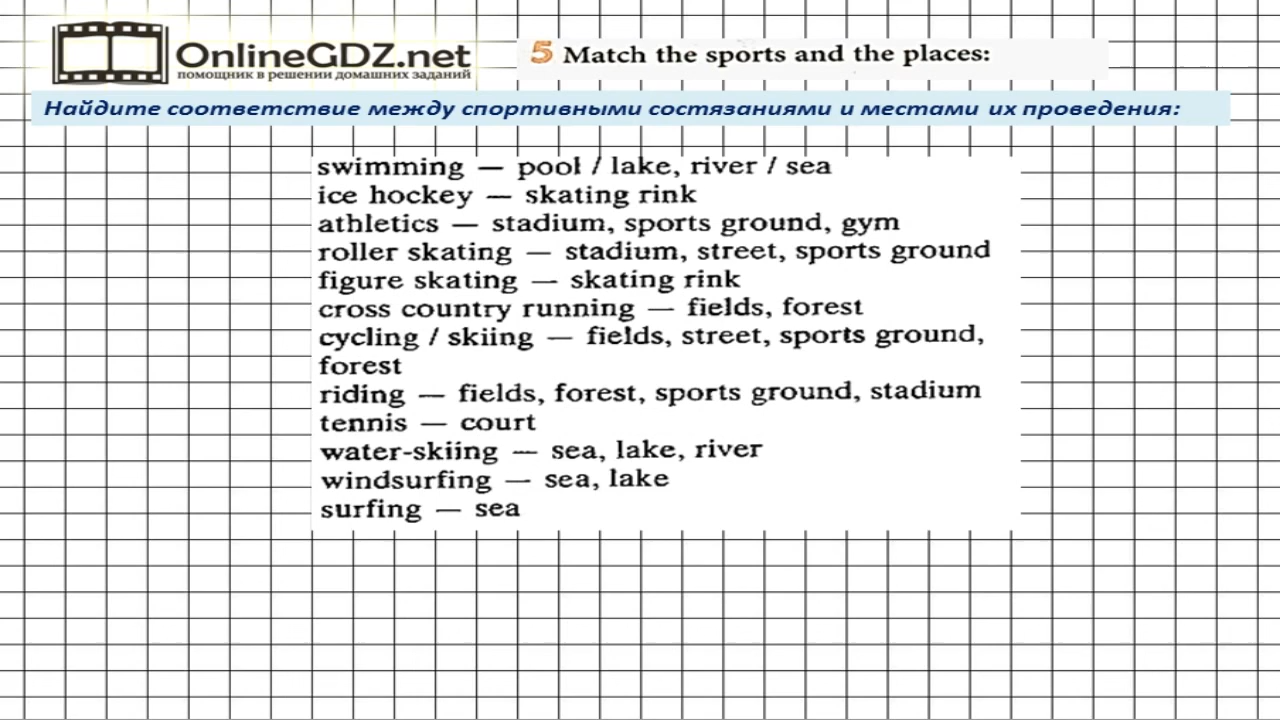 OnlineGDZ.net
помощник в решении домашних заданий
5 Match the sports and the places:
Найдите соответствие между спортивными состязаниями и местами их проведения:
swimming — pool / lake, river / sea
ice hockey — skating rink
athletics — stadium, sports ground, gym
roller skating — stadium, street, sports ground
figure skating — skating rink
cross country running — fields, forest
cycling / skiing — fields, street, sports ground,
forest
riding — fields, forest, sports ground, stadium
tennis — court
water-skiing — sea, lake, river
windsurfing — sea, lake
surfing — sea